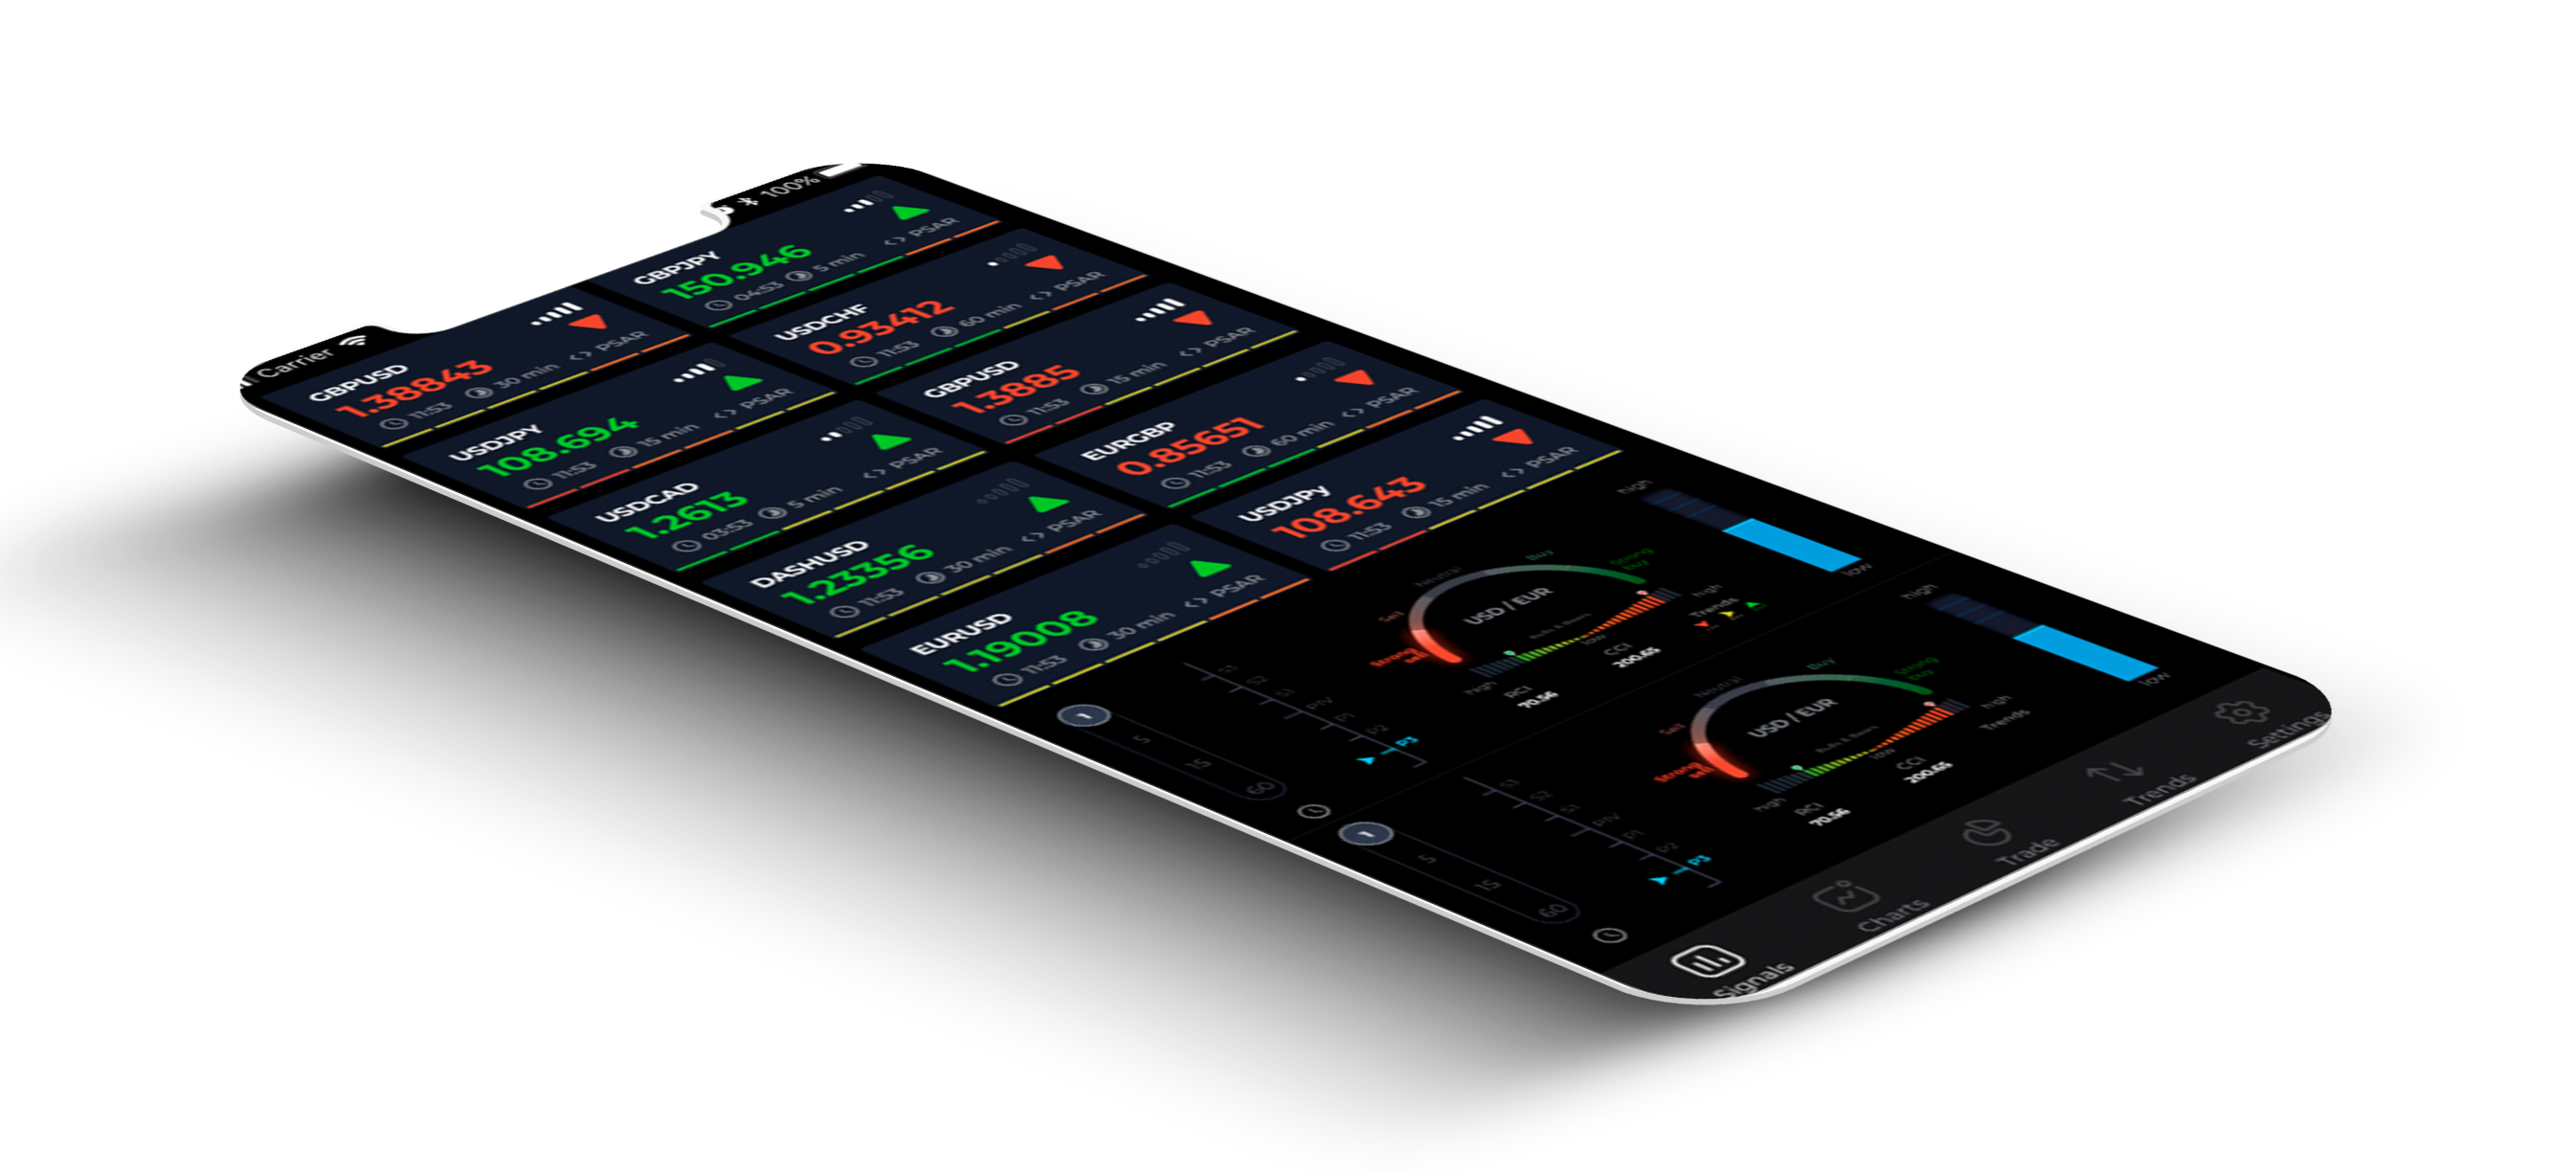 Carrier
100%
GBPUSD
1.38843
11:53 30 min <> PSAR
GBPJPY
150.946
04:53 5 min <> PSAR
USDJPY
108.694
11:53 15 min <> PSAR
USDCHF
0.93412
11:53 60 min <> PSAR
USDCAD
1.2613
03:53 5 min <> PSAR
GBPUSD
1.3885
11:53 15 min <> PSAR
DASHUSD
1.23356
11:53 30 min <> PSAR
EURGBP
0.85651
11:53 60 min <> PSAR
EURUSD
1.19008
11:53 30 min <> PSAR
USDJPy
108.643
11:53 15 min <> PSAR
1
5
15
60
S1
S2
S1
PIV
P1
P2
P3
Strong sell
Sell
Neutral
Buy
Strong buy
USD / EUR
Bulls & Bears
high
low
high
RCI
70.56
CCI
200.65
Trends
high
low
1
5
15
60
S1
S2
S1
PIV
P1
P2
P3
Strong sell
Sell
Neutral
Buy
Strong buy
USD / EUR
Bulls & Bears
high
low
high
RCI
70.56
CCI
200.65
Trends
high
low
Signals
Charts
Trade
Trends
Settings